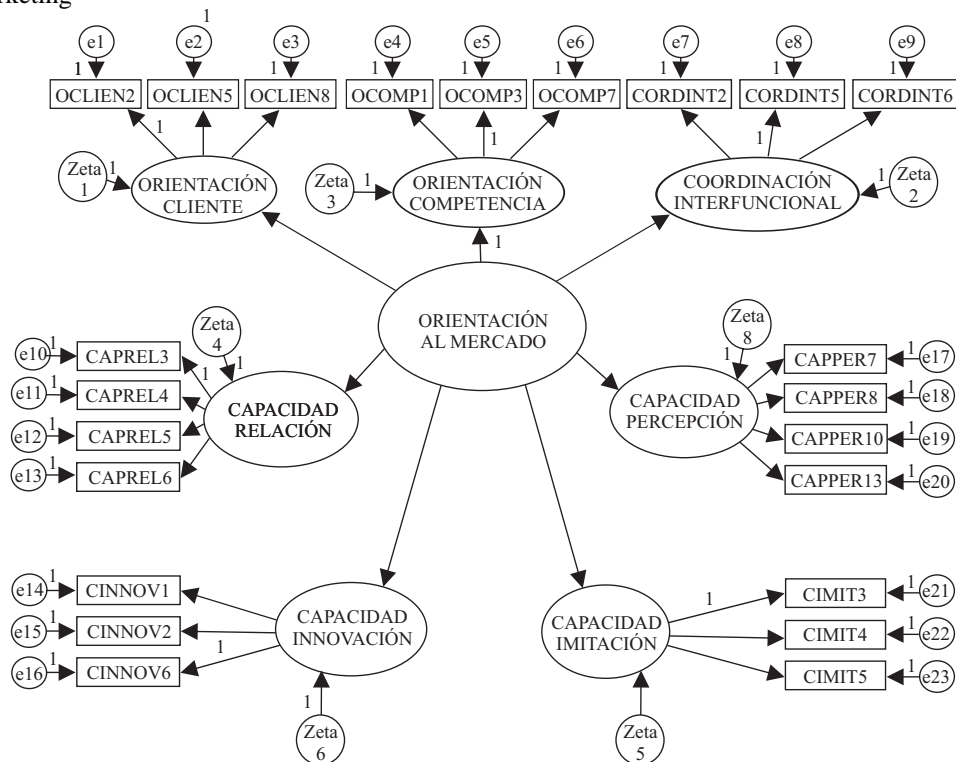 rketing
1
e1 e2 e3 e4 e5 e6 e7 e8 e9
1 1 1 1 1 1 1 1
OCLIEN2 OCLIEN5 OCLIEN8 OCOMP1 OCOMP3 OCOMP7 CORDINT2 CORDINT5 CORDINT6
1 1 1
Zeta
1
1
ORIENTACIÓN
CLIENTE
Zeta
3
1
ORIENTACIÓN
COMPETENCIA
COORDINACIÓN
INTERFUNCIONAL
1
Zeta
2
1
ORIENTACIÓN
AL MERCADO
Zeta
4
1
Zeta
8
1
e10 1 CAPREL3
1
e11 1 CAPREL4
e12 1 CAPREL5
e13 1 CAPREL6
CAPACIDAD
RELACIÓN
CAPACIDAD
PERCEPCIÓN
CAPPER7 1 e17
CAPPER8 1 e18
CAPPER10 1 e19
CAPPER13 1 e20
e14 1 CINNOV1
e15 1 CINNOV2
e16 1 CINNOV6
1
CAPACIDAD
INNOVACIÓN
1
Zeta
6
CAPACIDAD
IMITACIÓN
1
Zeta
5
1
CIMIT3 1 e21
CIMIT4 1 e22
CIMIT5 1 e23